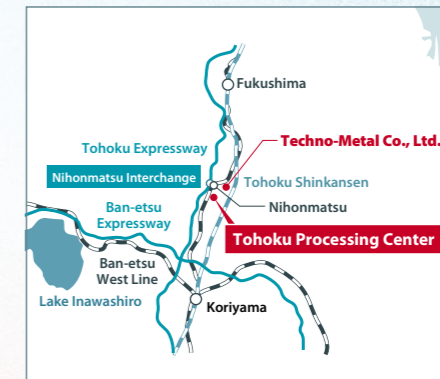 Fukushima
Techno-Metal Co., Ltd.
Tohoku Expressway
Nihonmatsu Interchange
Tohoku Shinkansen
Nihonmatsu
Ban-etsu
Expressway
Tohoku Processing Center
Ban-etsu
West Line
Lake Inawashiro
Koriyama